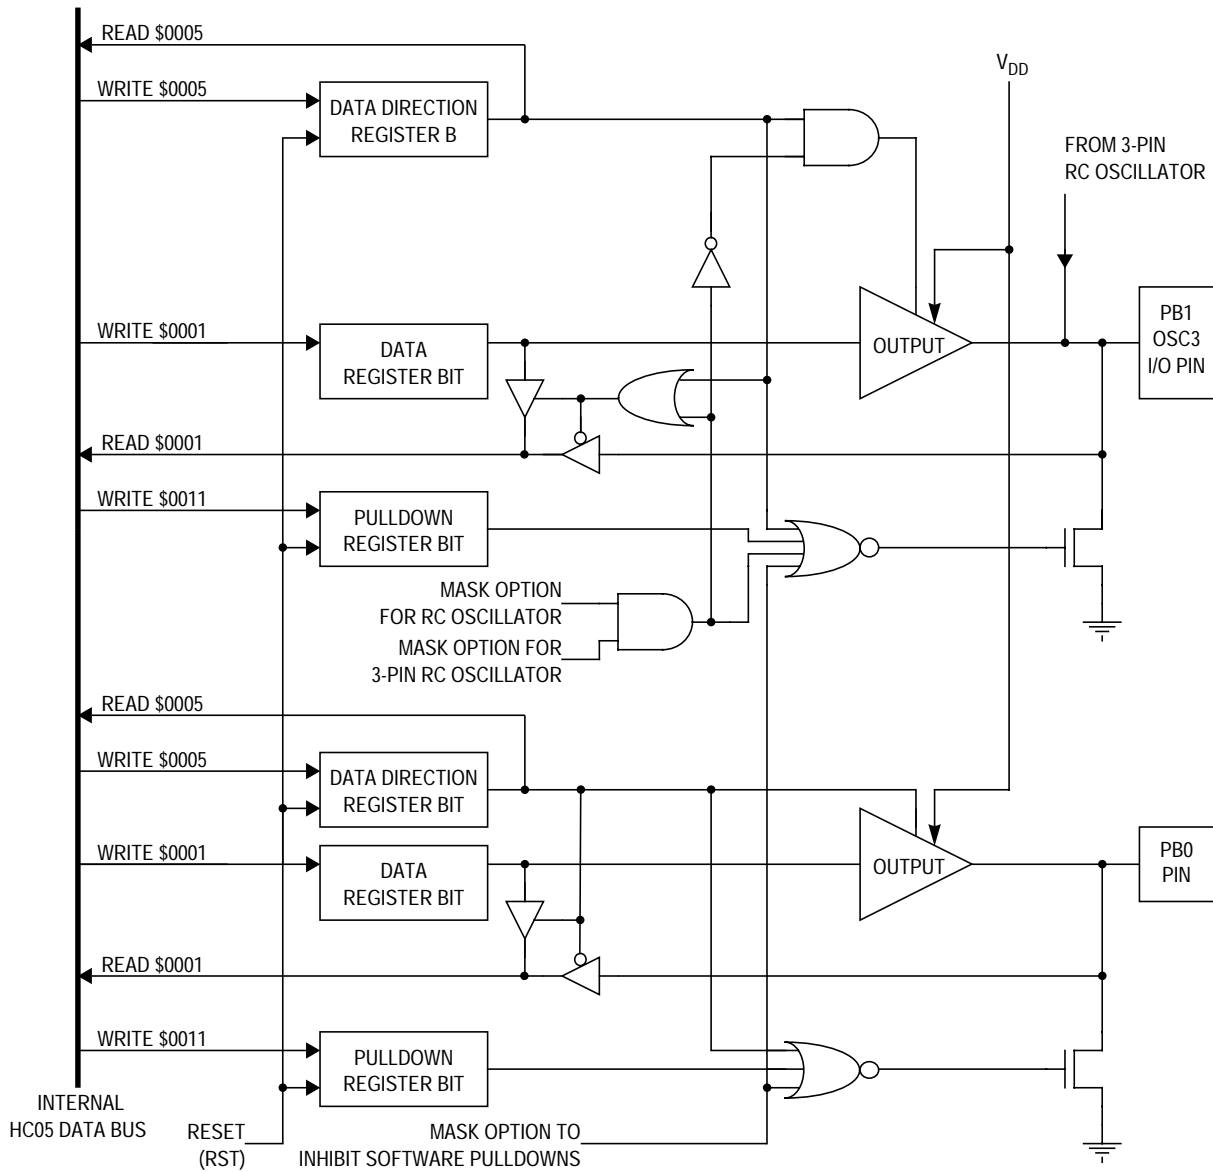 READ $0005
WRITE $0005
DATA DIRECTION
REGISTER B
V_DD
FROM 3-PIN
RC OSCILLATOR
WRITE $0001
DATA
REGISTER BIT
OUTPUT
PB1
OSC3
I/O PIN
READ $0001
WRITE $0011
PULLDOWN
REGISTER BIT
MASK OPTION
FOR RC OSCILLATOR
MASK OPTION FOR
3-PIN RC OSCILLATOR
READ $0005
WRITE $0005
DATA DIRECTION
REGISTER BIT
WRITE $0001
DATA
REGISTER BIT
OUTPUT
PB0
PIN
READ $0001
WRITE $0011
PULLDOWN
REGISTER BIT
INTERNAL
HC05 DATA BUS
RESET
(RST)
MASK OPTION TO
INHIBIT SOFTWARE PULLDOWNS